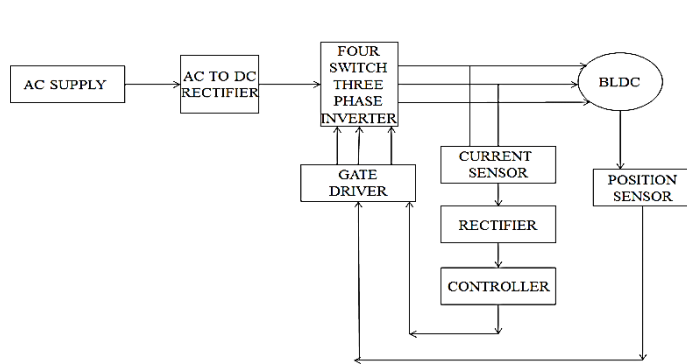 AC SUPPLY
AC TO DC
RECTIFIER
FOUR
SWITCH
THREE
PHASE
INVERTER
BLDC
GATE
DRIVER
CURRENT
SENSOR
POSITION
SENSOR
RECTIFIER
CONTROLLER